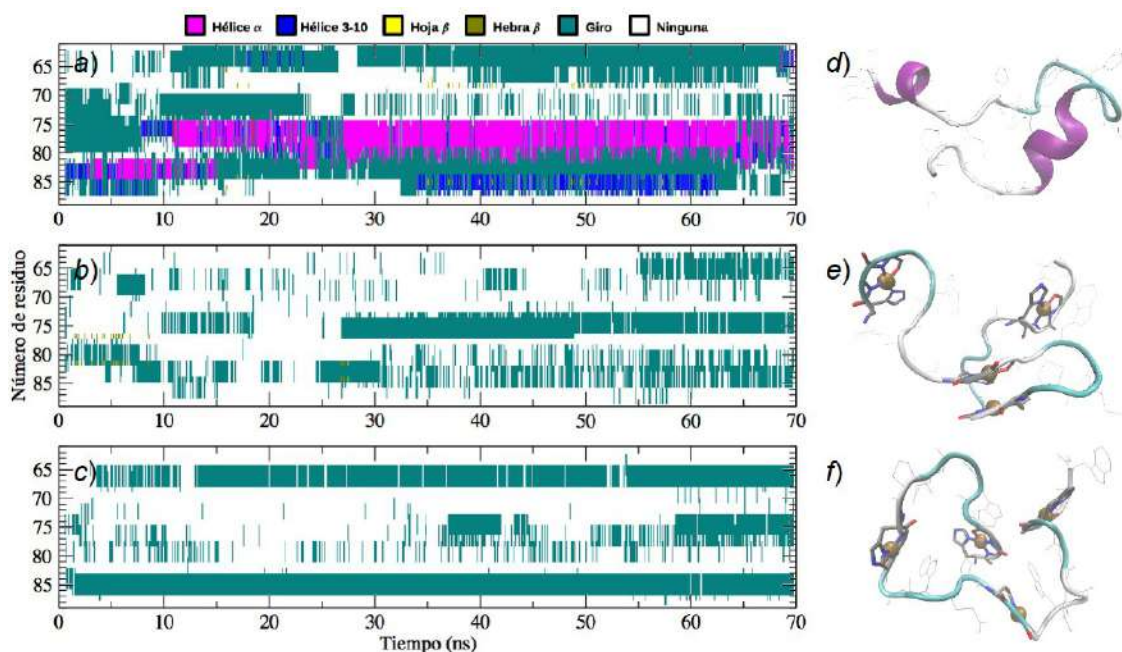 Hélice α Hélice 3-10 Hoja β Hebra β Giro Ninguna
a)
65
70
75
80
85
0 10 20 30 40 50 60 70
d)
Número de residuo
b)
65
70
75
80
85
0 10 20 30 40 50 60 70
e)
c)
65
70
75
80
85
0 10 20 30 40 50 60 70
f)
Tiempo (ns)